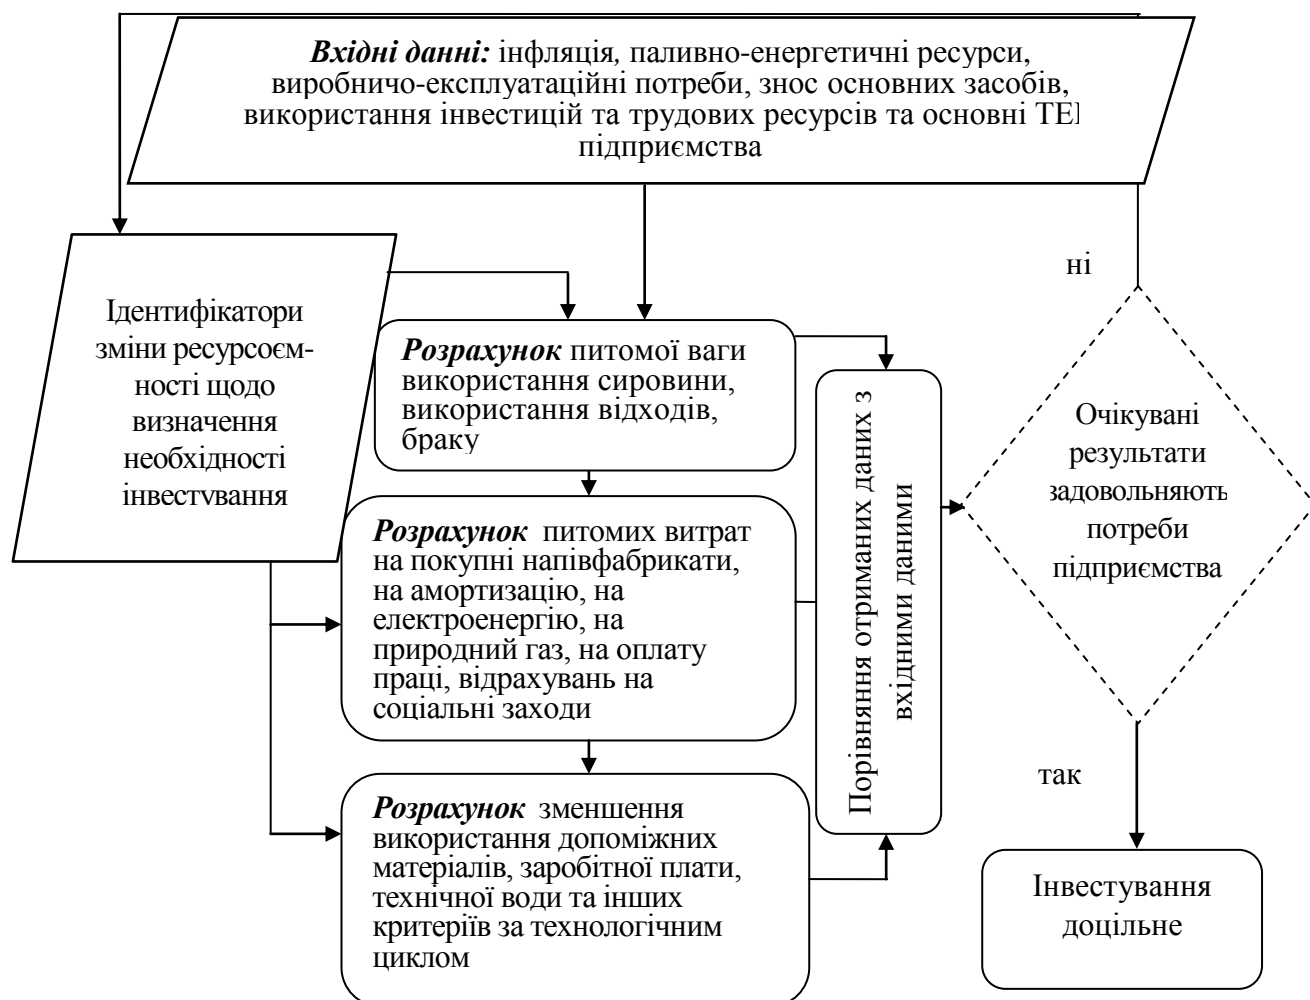 Вхідні данні: інфляція, паливно-енергетичні ресурси,
виробничо-експлуатаційні потреби, знос основних засобів,
використання інвестицій та трудових ресурсів та основні
підприємства
ні
Ідентифікатори
зміни ресурсоєм-
ності щодо
визначення
необхідності
інвестування
Розрахунок питомої ваги
використання сировини,
використання відходів,
браку
Розрахунок питомих витрат
на покупні напівфабрикати,
на амортизацію, на
електроенергію, на
природний газ, на оплату
праці, відрахувань на
соціальні заходи
Розрахунок зменшення
використання допоміжних
матеріалів, заробітної плати,
технічної води та інших
критеріїв за технологічним
циклом
Порівняння отриманих даних з
вхідними даними
Очікувані
результати
задовольняють
потреби
підприємства
так
Інвестування
доцільне